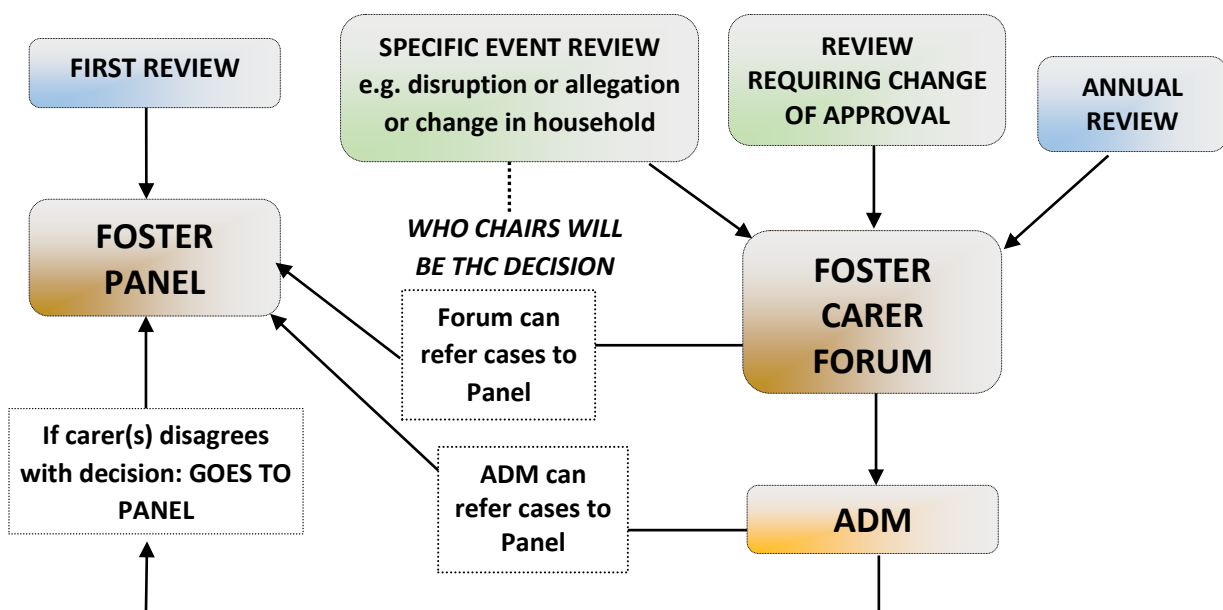 FIRST REVIEW
SPECIFIC EVENT REVIEW
e.g. disruption or allegation
or change in household
REVIEW
REQUIRING CHANGE
OF APPROVAL
ANNUAL
REVIEW
FOSTER
PANEL
WHO CHAIRS WILL
BE THC DECISION
FOSTER
CARER
FORUM
Forum can
refer cases to
Panel
If carer(s) disagrees
with decision: GOES TO
PANEL
ADM can
refer cases to
Panel
ADM